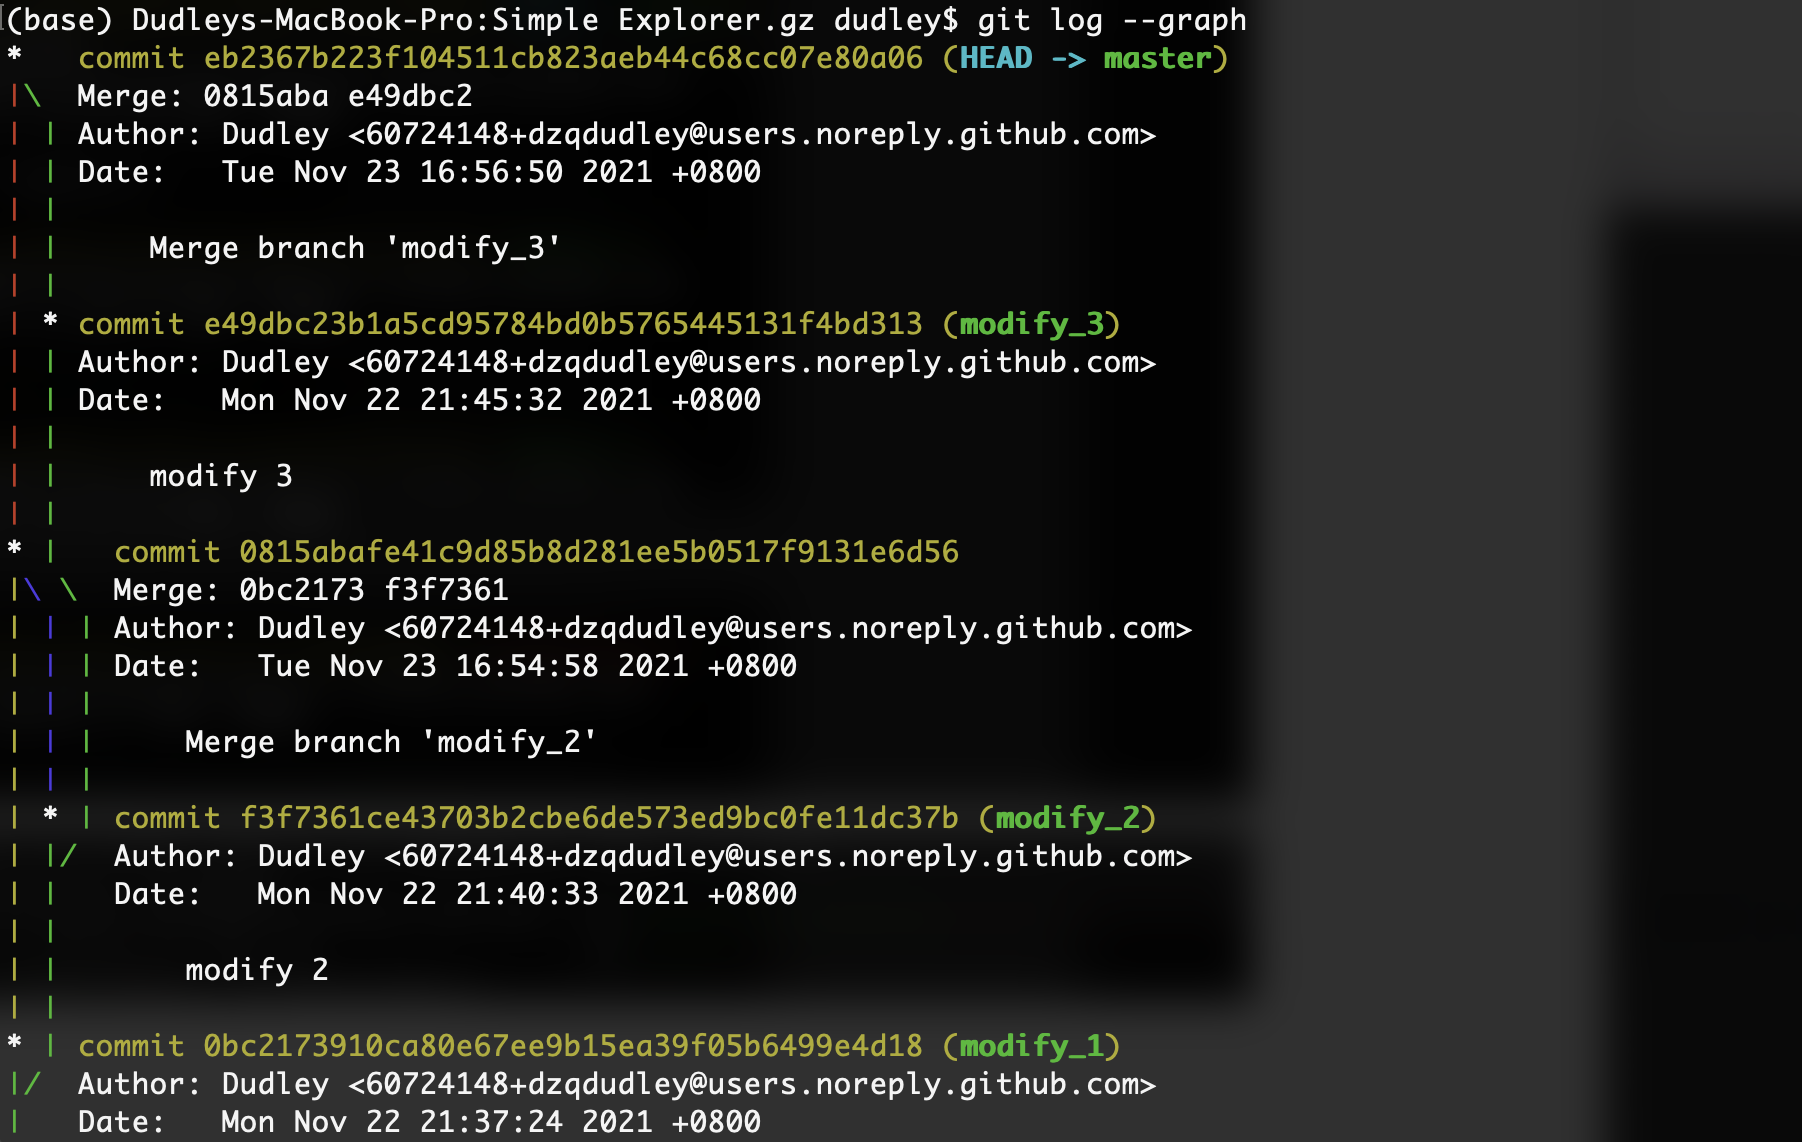 (base) Dudleys-MacBook-Pro:Simple Explorer.gz dudley$ git log --graph
*   commit eb2367b223f104511cb823aeb44c68cc07e80a06 (HEAD -> master)
|\  Merge: 0815aba e49dbc2
| | Author: Dudley <60724148+dzqdudley@users.noreply.github.com>
| | Date:   Tue Nov 23 16:56:50 2021 +0800
| |
| |     Merge branch 'modify_3'
| |
| * commit e49dbc23b1a5cd95784bd0b5765445131f4bd313 (modify_3)
| | Author: Dudley <60724148+dzqdudley@users.noreply.github.com>
| | Date:   Mon Nov 22 21:45:32 2021 +0800
| |
| |     modify 3
| |
* |   commit 0815abafe41c9d85b8d281ee5b0517f9131e6d56
|\ \  Merge: 0bc2173 f3f7361
| | | Author: Dudley <60724148+dzqdudley@users.noreply.github.com>
| | | Date:   Tue Nov 23 16:54:58 2021 +0800
| | |
| | |     Merge branch 'modify_2'
| | |
| * | commit f3f7361ce43703b2cbe6de573ed9bc0fe11dc37b (modify_2)
| |/  Author: Dudley <60724148+dzqdudley@users.noreply.github.com>
| |   Date:   Mon Nov 22 21:40:33 2021 +0800
| |
| |       modify 2
| |
* | commit 0bc2173910ca80e67ee9b15ea39f05b6499e4d18 (modify_1)
|/  Author: Dudley <60724148+dzqdudley@users.noreply.github.com>
|   Date:   Mon Nov 22 21:37:24 2021 +0800